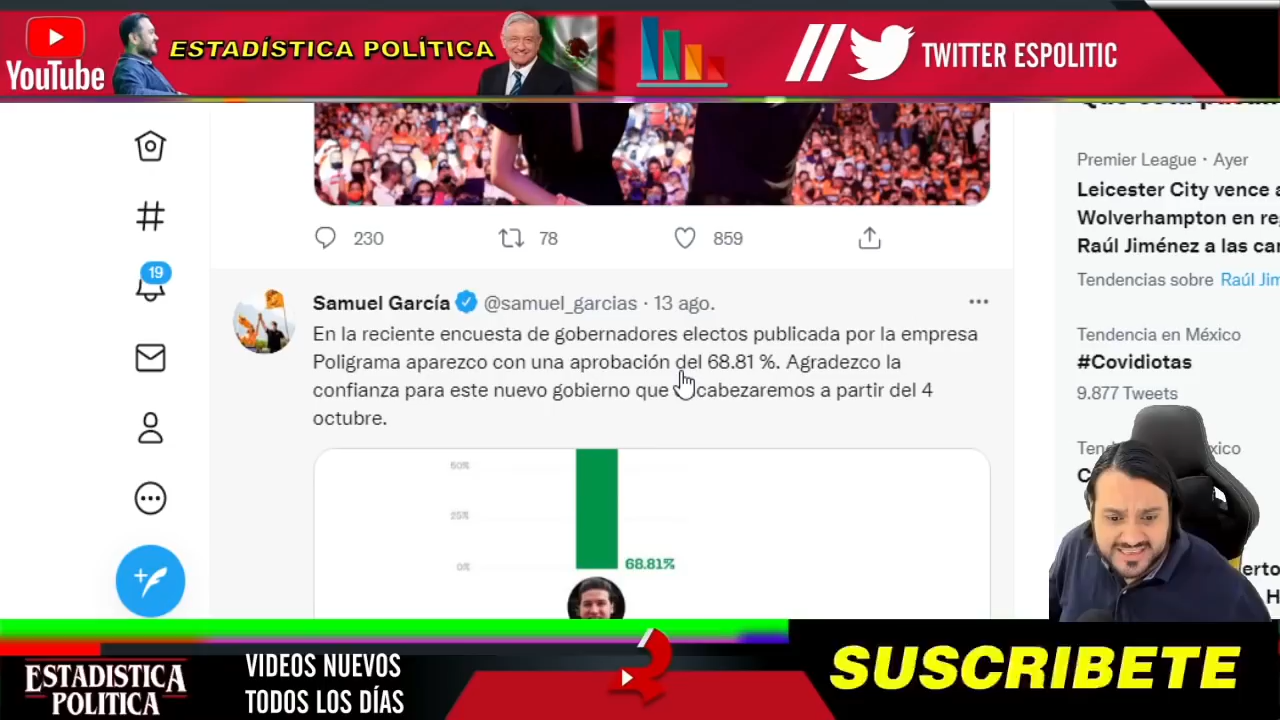 YouTube
ESTADÍSTICA POLÍTICA
TWITTER ESPOLITIC
Premier League · Ayer
Leicester City vence a
Wolverhampton en re
Raúl Jiménez a las ca
Tendencias sobre Raúl Jim
230 78 859
19
Samuel García @samuel_garcias · 13 ago.
En la reciente encuesta de gobernadores electos publicada por la empresa
Poligrama aparezco con una aprobación del 68.81 %. Agradezco la
confianza para este nuevo gobierno que cabezaremos a partir del 4
octubre.
Tendencia en México
#Covidiotas
9.877 Tweets
50%
25%
0%
68.81%
ESTADISTICA
POLÍTICA
VIDEOS NUEVOS
TODOS LOS DÍAS
SUSCRIBETE